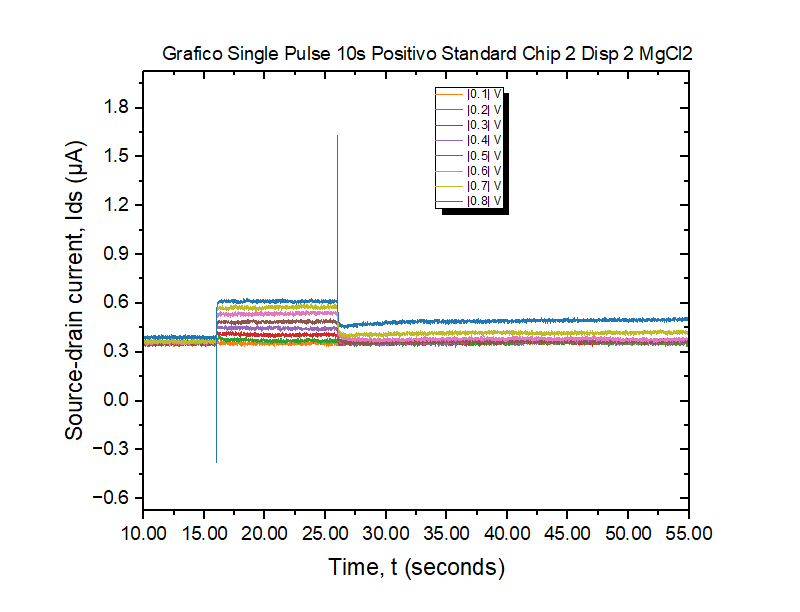 Grafico Single Pulse 10s Positivo Standard Chip 2 Disp 2 MgCl2
|0.1| V
|0.2| V
|0.3| V
|0.4| V
|0.5| V
|0.6| V
|0.7| V
|0.8| V
Source-drain current, Ids (µA)
1.8
1.5
1.2
0.9
0.6
0.3
0.0
−0.3
−0.6
10.00 15.00 20.00 25.00 30.00 35.00 40.00 45.00 50.00 55.00
Time, t (seconds)